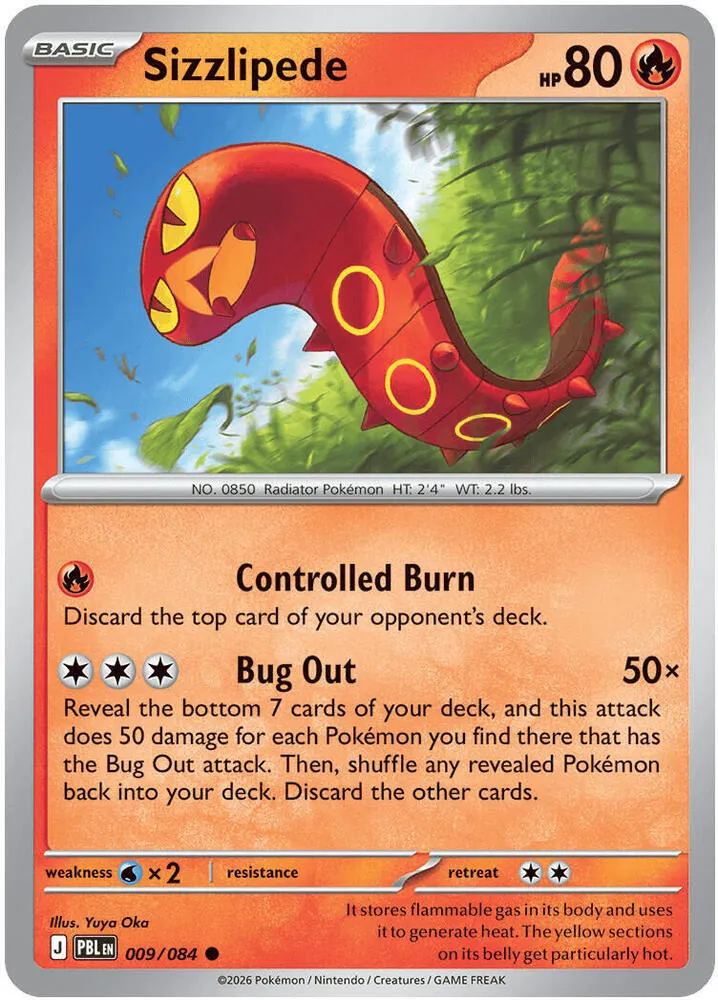 BASIC
Sizzlipede
HP 80
NO. 0850 Radiator Pokémon HT: 2'4" WT: 2.2 lbs.
Controlled Burn
Discard the top card of your opponent's deck.
Bug Out 50×
Reveal the bottom 7 cards of your deck, and this attack
does 50 damage for each Pokémon you find there that has
the Bug Out attack. Then, shuffle any revealed Pokémon
back into your deck. Discard the other cards.
weakness ×2 resistance retreat
Illus. Yuya Oka
It stores flammable gas in its body and uses
it to generate heat. The yellow sections
on its belly get particularly hot.
J PBL EN 009/084
©2026 Pokémon / Nintendo / Creatures / GAME FREAK